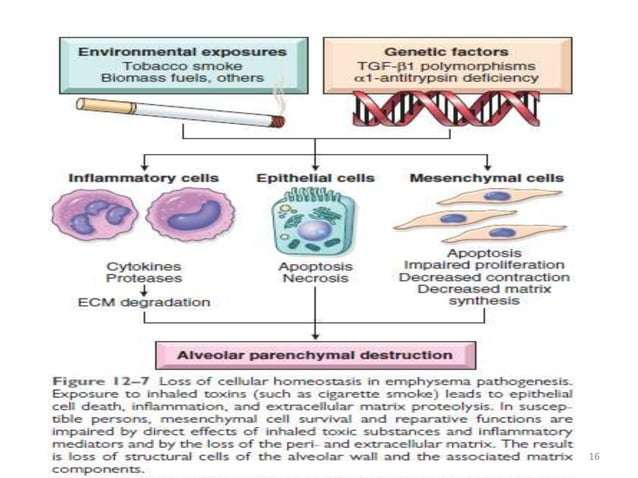 Environmental exposures
Tobacco smoke
Biomass fuels, others
Genetic factors
TGF-β1 polymorphisms
α1-antitrypsin deficiency
Inflammatory cells
Epithelial cells
Mesenchymal cells
Cytokines
Proteases
ECM degradation
Apoptosis
Necrosis
Apoptosis
Impaired proliferation
Decreased contraction
Decreased matrix
synthesis
Alveolar parenchymal destruction
Figure 12–7 Loss of cellular homeostasis in emphysema pathogenesis.
Exposure to inhaled toxins (such as cigarette smoke) leads to epithelial
cell death, inflammation, and extracellular matrix proteolysis. In suscep-
tible persons, mesenchymal cell survival and reparative functions are
impaired by direct effects of inhaled toxic substances and inflammatory
mediators and by the loss of the peri- and extracellular matrix. The result
is loss of structural cells of the alveolar wall and the associated matrix
components.
16